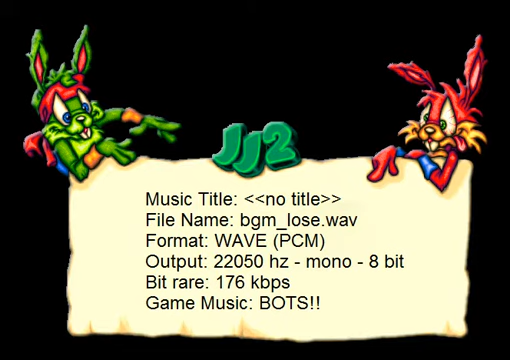 JJ2
Music Title: <<no title>>
File Name: bgm_lose.wav
Format: WAVE (PCM)
Output: 22050 hz - mono - 8 bit
Bit rare: 176 kbps
Game Music: BOTS!!